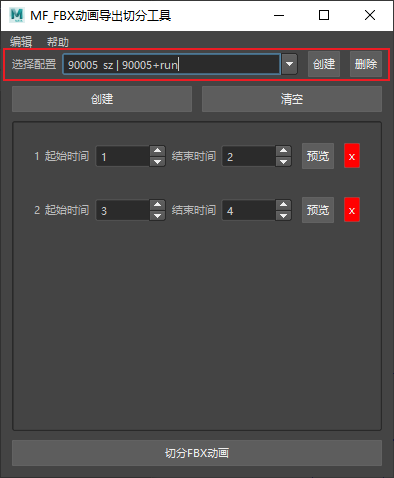 MF_FBX动画导出切分工具
编辑 帮助
选择配置 90005 sz | 90005+run 创建 删除
创建 清空
1 起始时间 1 结束时间 2 预览 x
2 起始时间 3 结束时间 4 预览 x
切分FBX动画